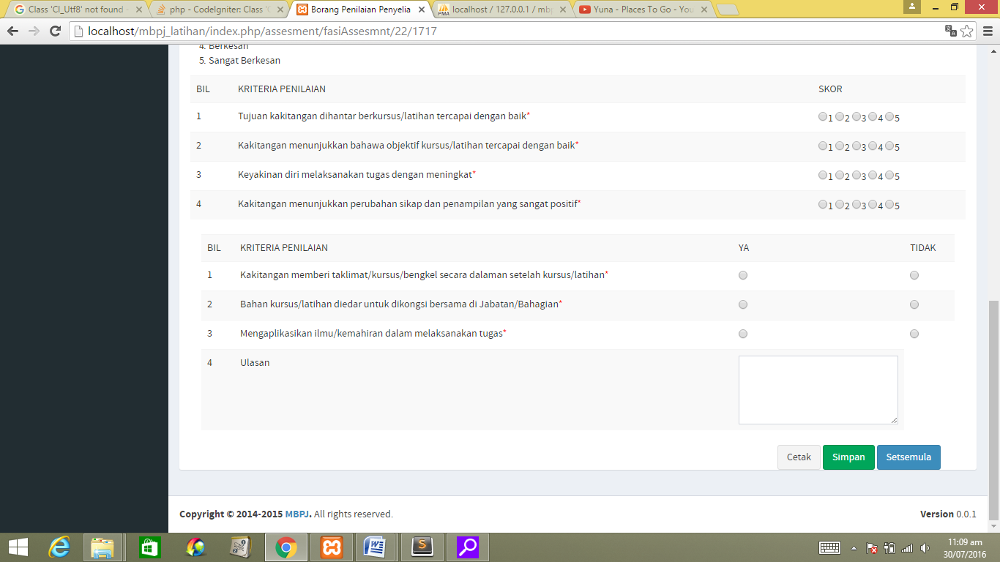 Class 'CI_Utf8' not found -
php - CodeIgniter: Class 'C
Borang Penilaian Penyelia
localhost / 127.0.0.1 / mbp
Yuna - Places To Go - You
localhost/mbpj_latihan/index.php/assesment/fasiAssesmnt/22/1717
4. Berkesan
5. Sangat Berkesan
BIL KRITERIA PENILAIAN SKOR
1 Tujuan kakitangan dihantar berkursus/latihan tercapai dengan baik* 1 2 3 4 5
2 Kakitangan menunjukkan bahawa objektif kursus/latihan tercapai dengan baik* 1 2 3 4 5
3 Keyakinan diri melaksanakan tugas dengan meningkat* 1 2 3 4 5
4 Kakitangan menunjukkan perubahan sikap dan penampilan yang sangat positif* 1 2 3 4 5
BIL KRITERIA PENILAIAN YA TIDAK
1 Kakitangan memberi taklimat/kursus/bengkel secara dalaman setelah kursus/latihan*
2 Bahan kursus/latihan diedar untuk dikongsi bersama di Jabatan/Bahagian*
3 Mengaplikasikan ilmu/kemahiran dalam melaksanakan tugas*
4 Ulasan
Cetak Simpan Setsemula
Copyright © 2014-2015 MBPJ. All rights reserved. Version 0.0.1
11:09 am
30/07/2016